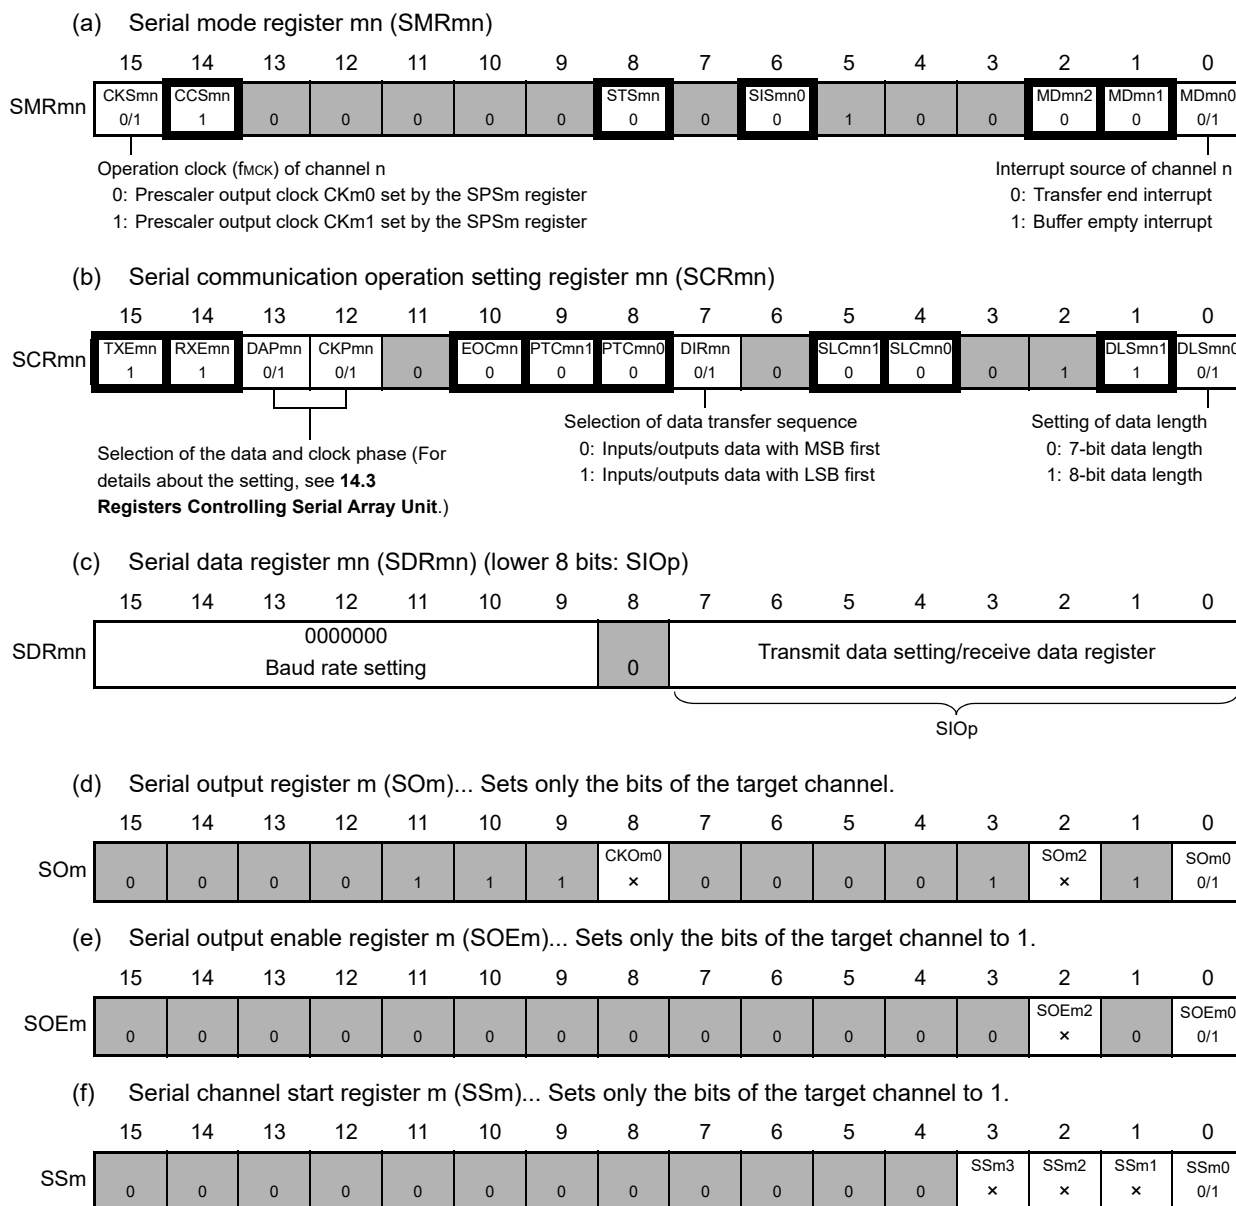 (a) Serial mode register mn (SMRmn)
15 14 13 12 11 10 9 8 7 6 5 4 3 2 1 0
SMRmn
CKSmn CCSmn STSmn SISmn0 MDmn2 MDmn1 MDmn0
0/1 1 0 0 0 0 0 0 0 0 1 0 0 0 0 0/1
Operation clock (fMCK) of channel n
0: Prescaler output clock CKm0 set by the SPSm register
1: Prescaler output clock CKm1 set by the SPSm register
Interrupt source of channel n
0: Transfer end interrupt
1: Buffer empty interrupt
(b) Serial communication operation setting register mn (SCRmn)
15 14 13 12 11 10 9 8 7 6 5 4 3 2 1 0
SCRmn
TXEmn RXEmn DAPmn CKPmn EOCmn PTCmn1 PTCmn0 DIRmn SLCmn1 SLCmn0 DLSmn1 DLSmn0
1 1 0/1 0/1 0 0 0 0 0/1 0 0 0 0 1 1 0/1
Selection of the data and clock phase (For
details about the setting, see 14.3
Registers Controlling Serial Array Unit.)
Selection of data transfer sequence
0: Inputs/outputs data with MSB first
1: Inputs/outputs data with LSB first
Setting of data length
0: 7-bit data length
1: 8-bit data length
(c) Serial data register mn (SDRmn) (lower 8 bits: SIOp)
15 14 13 12 11 10 9 8 7 6 5 4 3 2 1 0
SDRmn
0000000
Baud rate setting
0
Transmit data setting/receive data register
SIOp
(d) Serial output register m (SOm)... Sets only the bits of the target channel.
15 14 13 12 11 10 9 8 7 6 5 4 3 2 1 0
SOm
CKOm0 SOm2 SOm0
0 0 0 0 1 1 1 × 0 0 0 0 1 × 1 0/1
(e) Serial output enable register m (SOEm)... Sets only the bits of the target channel to 1.
15 14 13 12 11 10 9 8 7 6 5 4 3 2 1 0
SOEm
SOEm2 SOEm0
0 0 0 0 0 0 0 0 0 0 0 0 0 × 0 0/1
(f) Serial channel start register m (SSm)... Sets only the bits of the target channel to 1.
15 14 13 12 11 10 9 8 7 6 5 4 3 2 1 0
SSm
SSm3 SSm2 SSm1 SSm0
0 0 0 0 0 0 0 0 0 0 0 0 × × × 0/1